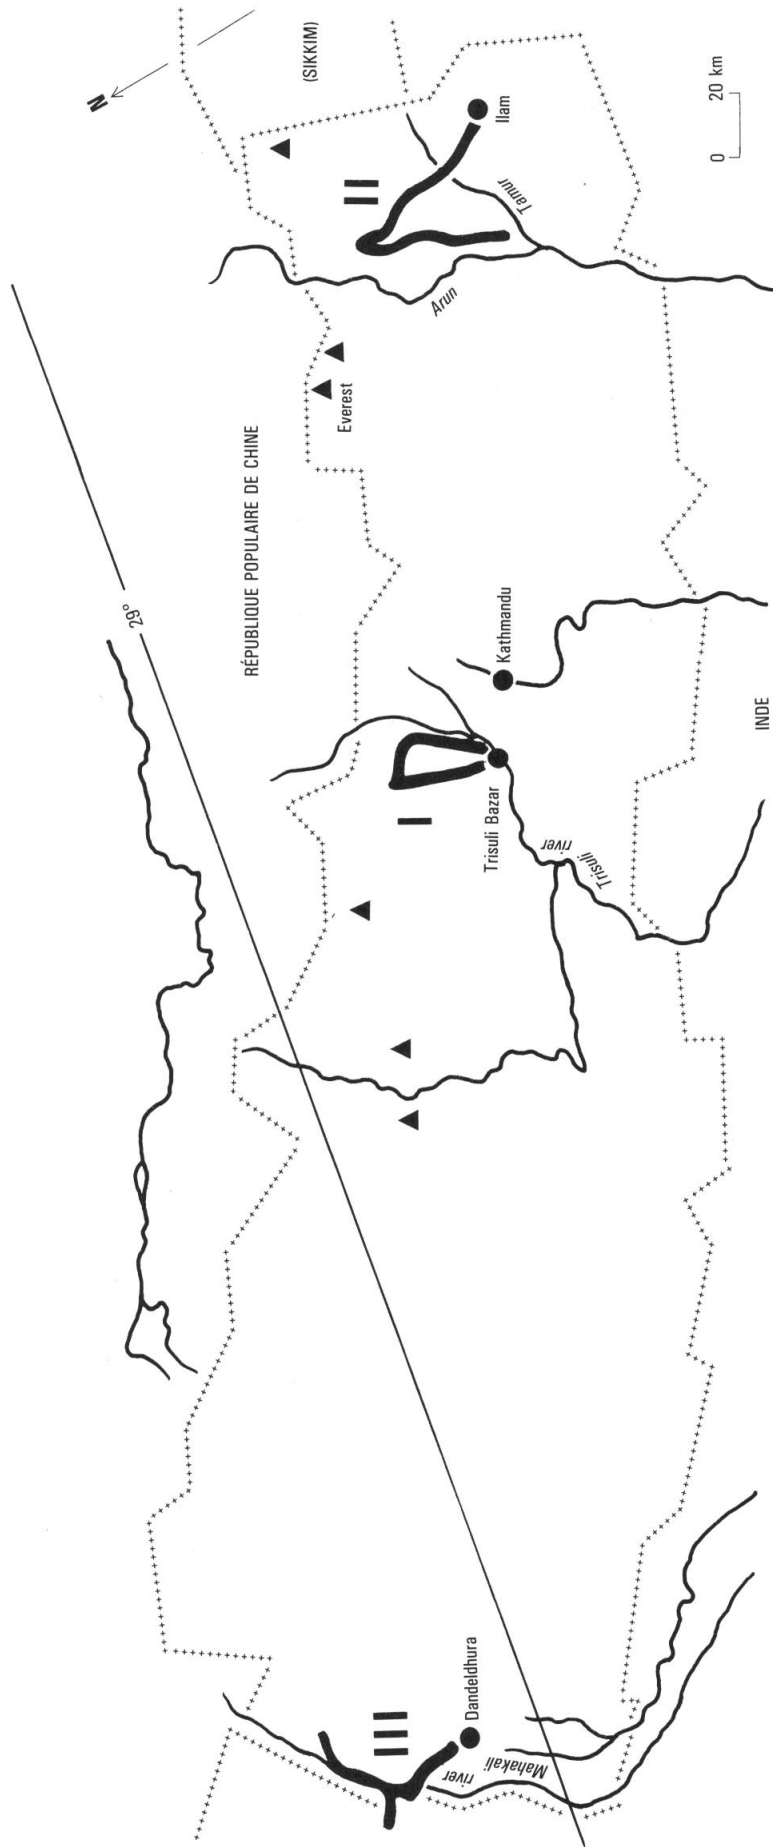 N
(SIKKIM)
RÉPUBLIQUE POPULAIRE DE CHINE
29°
Everest
II
Arun
Tamur
Ilam
0 20 km
I
Kathmandu
Trisuli Bazar
Trisuli
river
INDE
III
Dandeldhura
Mahakali
river